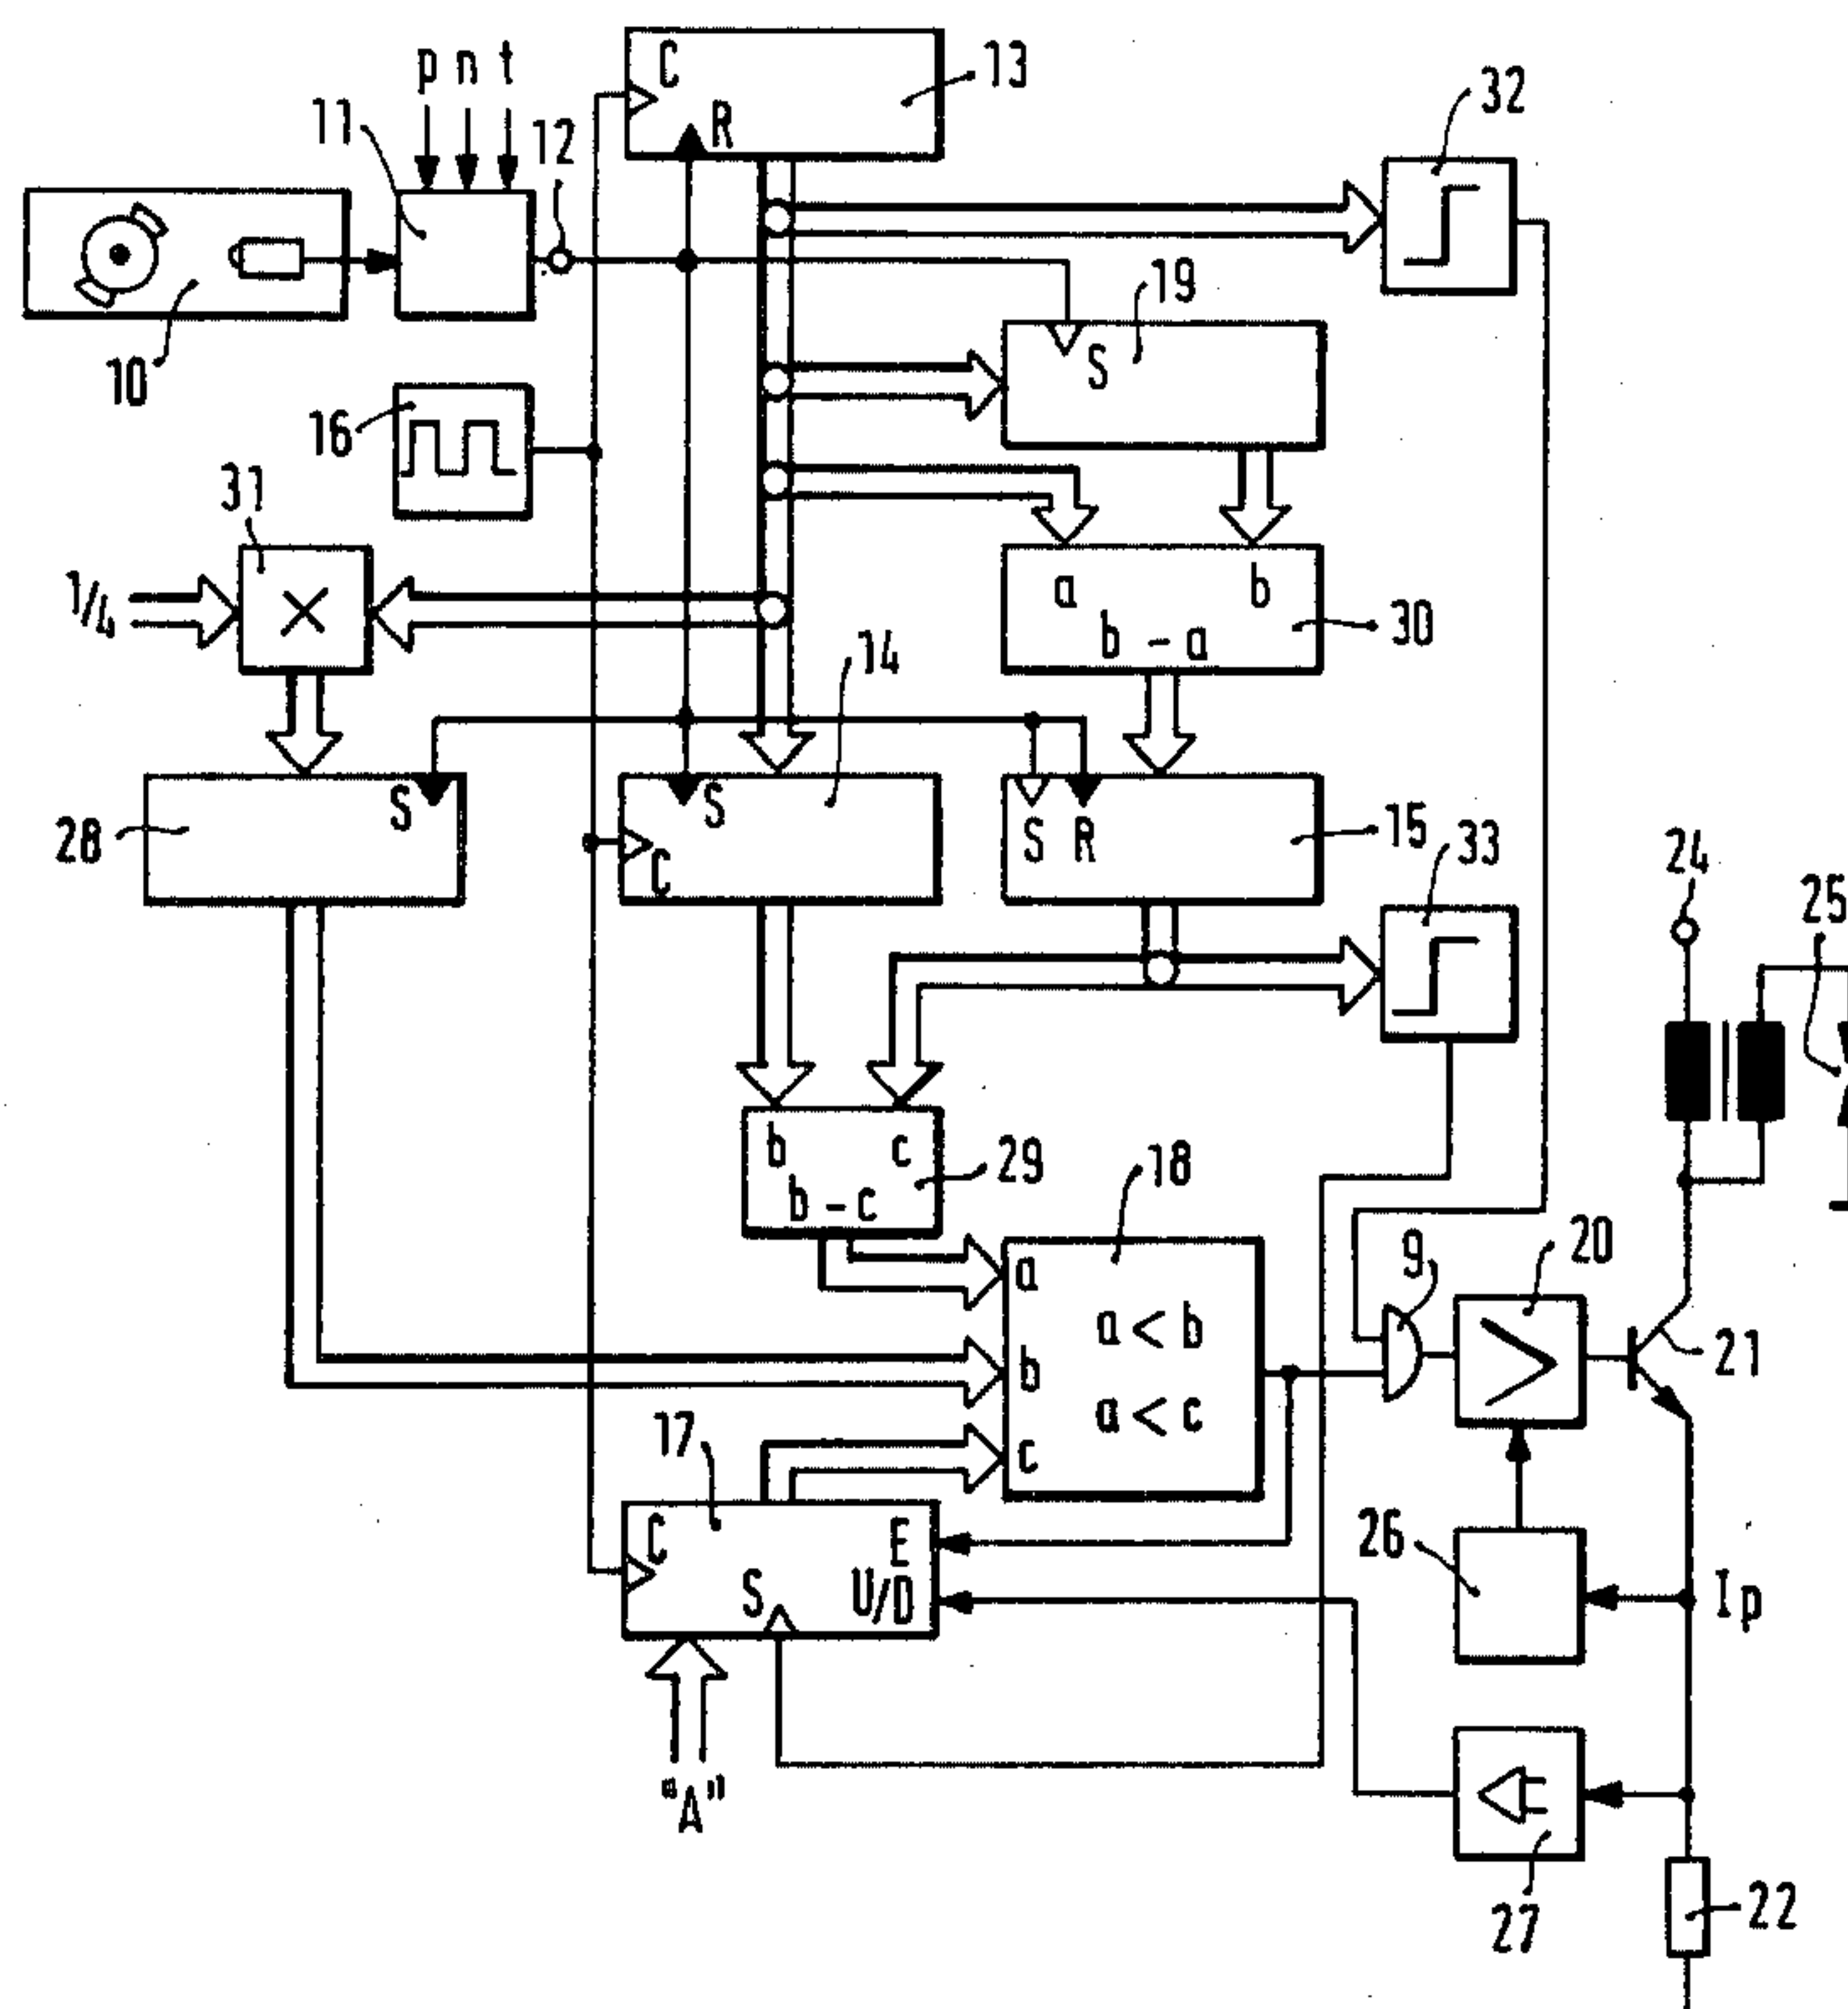 p n t
11
12
C
R
13
32
10
16
19
S
31
1/4
×
a b
b - a
30
14
28
S
S
C
S R
15
33
24
25
b c
b - c
29
18
a
b
c
a < b
a < c
9
20
21
17
C
E
S U/D
26
Ip
"A"
27
22